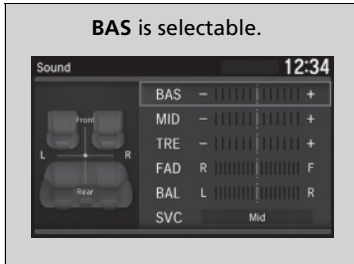 BAS is selectable.
Sound 12:34
BAS - +
MID - +
TRE - +
FAD R F
BAL L R
SVC Mid
Front
L R
Rear